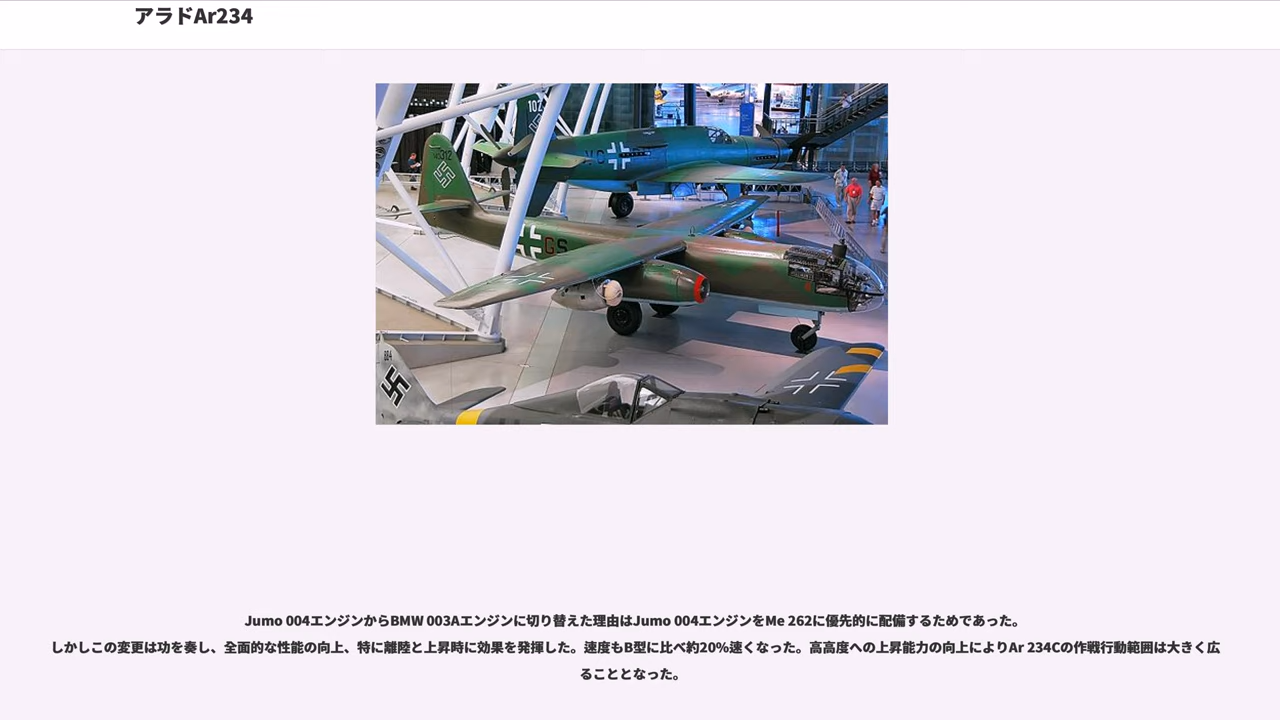 アラドAr234
102
312
GS
Jumo 004エンジンからBMW 003Aエンジンに切り替えた理由はJumo 004エンジンをMe 262に優先的に配備するためであった。
しかしこの変更は功を奏し、全面的な性能の向上、特に離陸と上昇時に効果を発揮した。速度もB型に比べ約20%速くなった。高高度への上昇能力の向上によりAr 234Cの作戦行動範囲は大きく広
ることとなった。